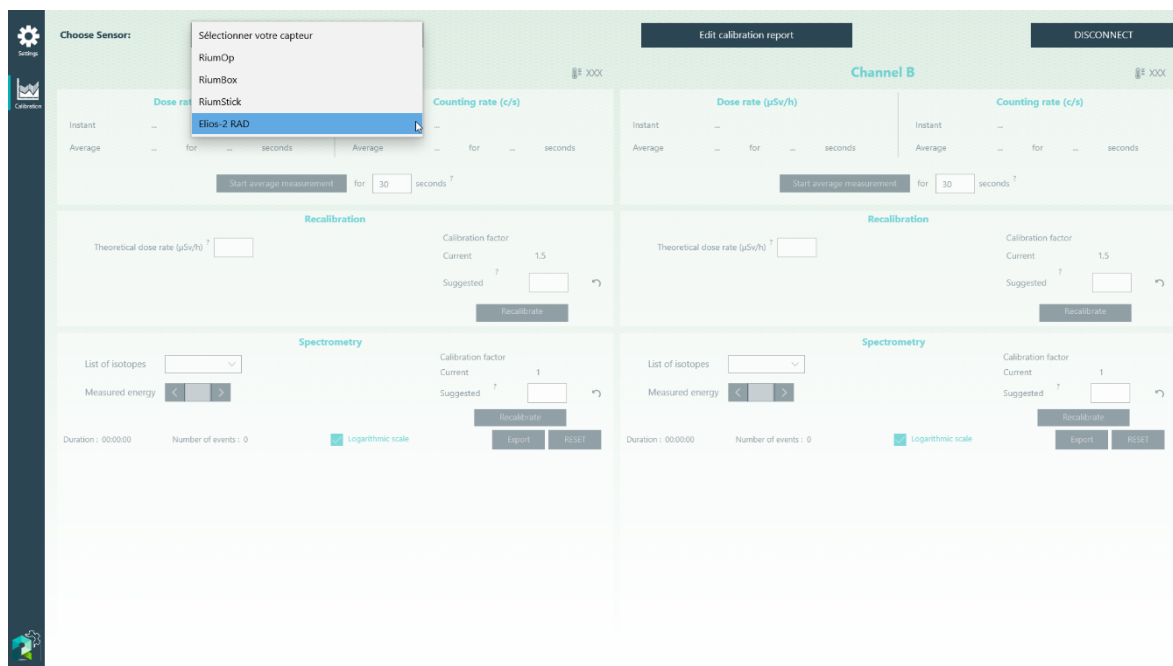 Settings
Calibration
Choose Sensor:
Sélectionner votre capteur
RiumOp
RiumBox
RiumStick
Elios-2 RAD
Edit calibration report
DISCONNECT
XXX
Channel B
XXX
Dose rat
Counting rate (c/s)
Instant ... ...
Average ... for ... seconds Average ... for ... seconds
Start average measurement for 30 seconds ?
Dose rate (µSv/h)
Counting rate (c/s)
Instant ... Instant ...
Average ... for ... seconds Average ... for ... seconds
Start average measurement for 30 seconds ?
Recalibration
Theoretical dose rate (µSv/h) ?
Calibration factor
Current 1.5
Suggested ?
Recalibrate
Recalibration
Theoretical dose rate (µSv/h) ?
Calibration factor
Current 1.5
Suggested ?
Recalibrate
Spectrometry
List of isotopes
Measured energy < >
Calibration factor
Current 1
Suggested ?
Recalibrate
Duration : 00:00:00 Number of events : 0 Logarithmic scale Export RESET
Spectrometry
List of isotopes
Measured energy < >
Calibration factor
Current 1
Suggested ?
Recalibrate
Duration : 00:00:00 Number of events : 0 Logarithmic scale Export RESET